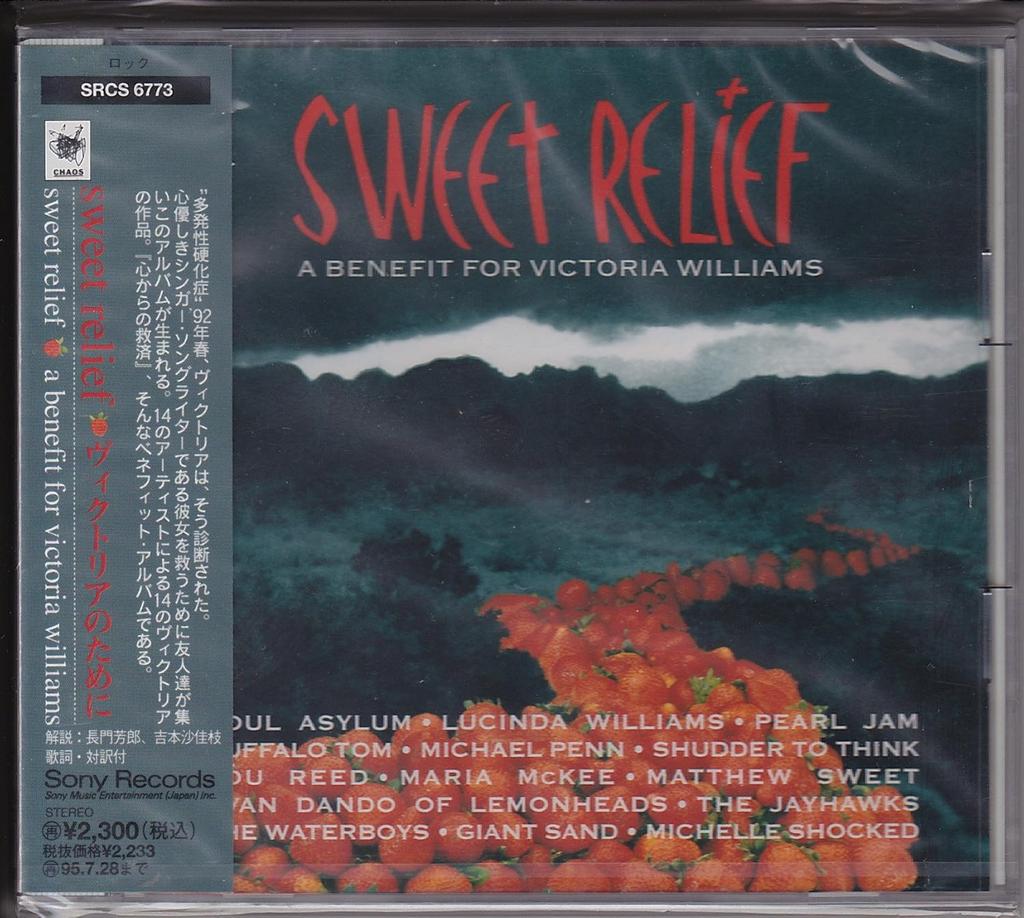 ロック
SRCS 6773
CHAOS
"多発性硬化症" '92年春、ヴィクトリアは、そう診断された。
心優しきシンガー・ソングライターである彼女を救うために友人達が集
いこのアルバムが生まれる。14のアーティストによる14のヴィクトリア
の作品。『心からの救済』、そんなベネフィット・アルバムである。
sweet relief ヴィクトリアのために
sweet relief a benefit for victoria williams
解説：長門芳郎、吉本沙佳枝
歌詞・対訳付
Sony Records
Sony Music Entertainment (Japan) Inc.
STEREO
㊞¥2,300(税込)
税抜価格¥2,233
㊞95.7.28まで
SWEET RELIEF
A BENEFIT FOR VICTORIA WILLIAMS
OUL ASYLUM • LUCINDA WILLIAMS • PEARL JAM
UFFALO TOM • MICHAEL PENN • SHUDDER TO THINK
OU REED • MARIA McKEE • MATTHEW SWEET
VAN DANDO OF LEMONHEADS • THE JAYHAWKS
HE WATERBOYS • GIANT SAND • MICHELLE SHOCKED